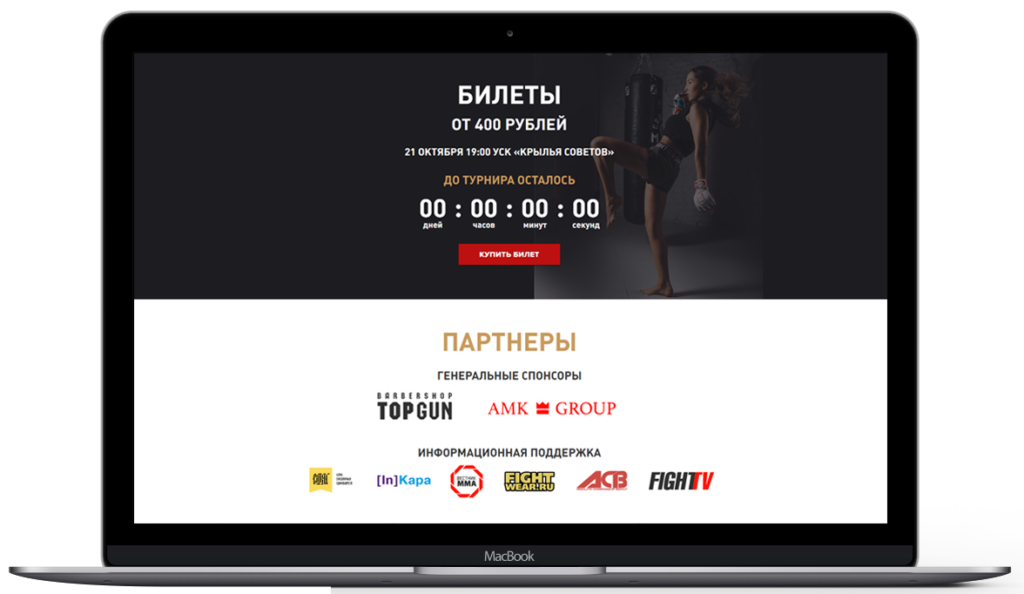 БИЛЕТЫ
ОТ 400 РУБЛЕЙ
21 ОКТЯБРЯ 19:00 УСК «КРЫЛЬЯ СОВЕТОВ»
ДО ТУРНИРА ОСТАЛОСЬ
00 : 00 : 00 : 00
дней часов минут секунд
КУПИТЬ БИЛЕТ
ПАРТНЕРЫ
ГЕНЕРАЛЬНЫЕ СПОНСОРЫ
BARBERSHOP
TOPGUN
AMK GROUP
ИНФОРМАЦИОННАЯ ПОДДЕРЖКА
[In]Кара
ВЕСТНИК
MMA
FIGHT
WEAR.RU
ACB
FIGHTTV
MacBook